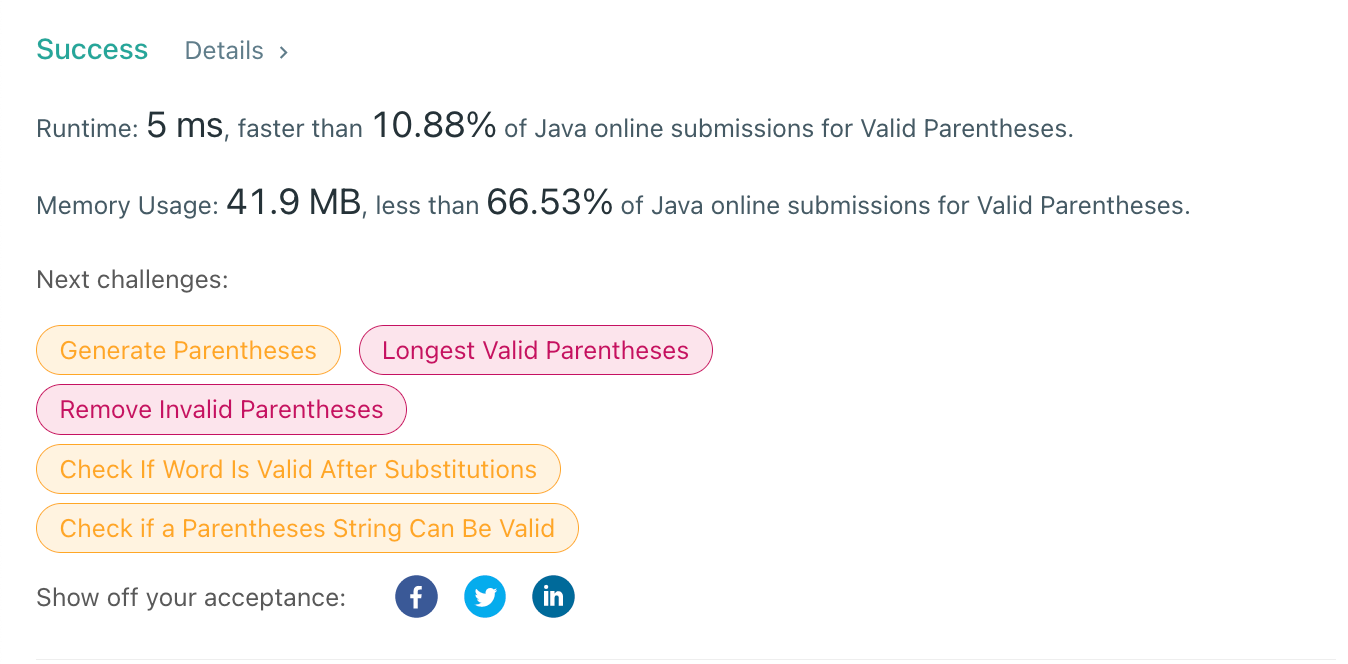 Success Details >
Runtime: 5 ms, faster than 10.88% of Java online submissions for Valid Parentheses.
Memory Usage: 41.9 MB, less than 66.53% of Java online submissions for Valid Parentheses.
Next challenges:
Generate Parentheses Longest Valid Parentheses
Remove Invalid Parentheses
Check If Word Is Valid After Substitutions
Check if a Parentheses String Can Be Valid
Show off your acceptance: f in